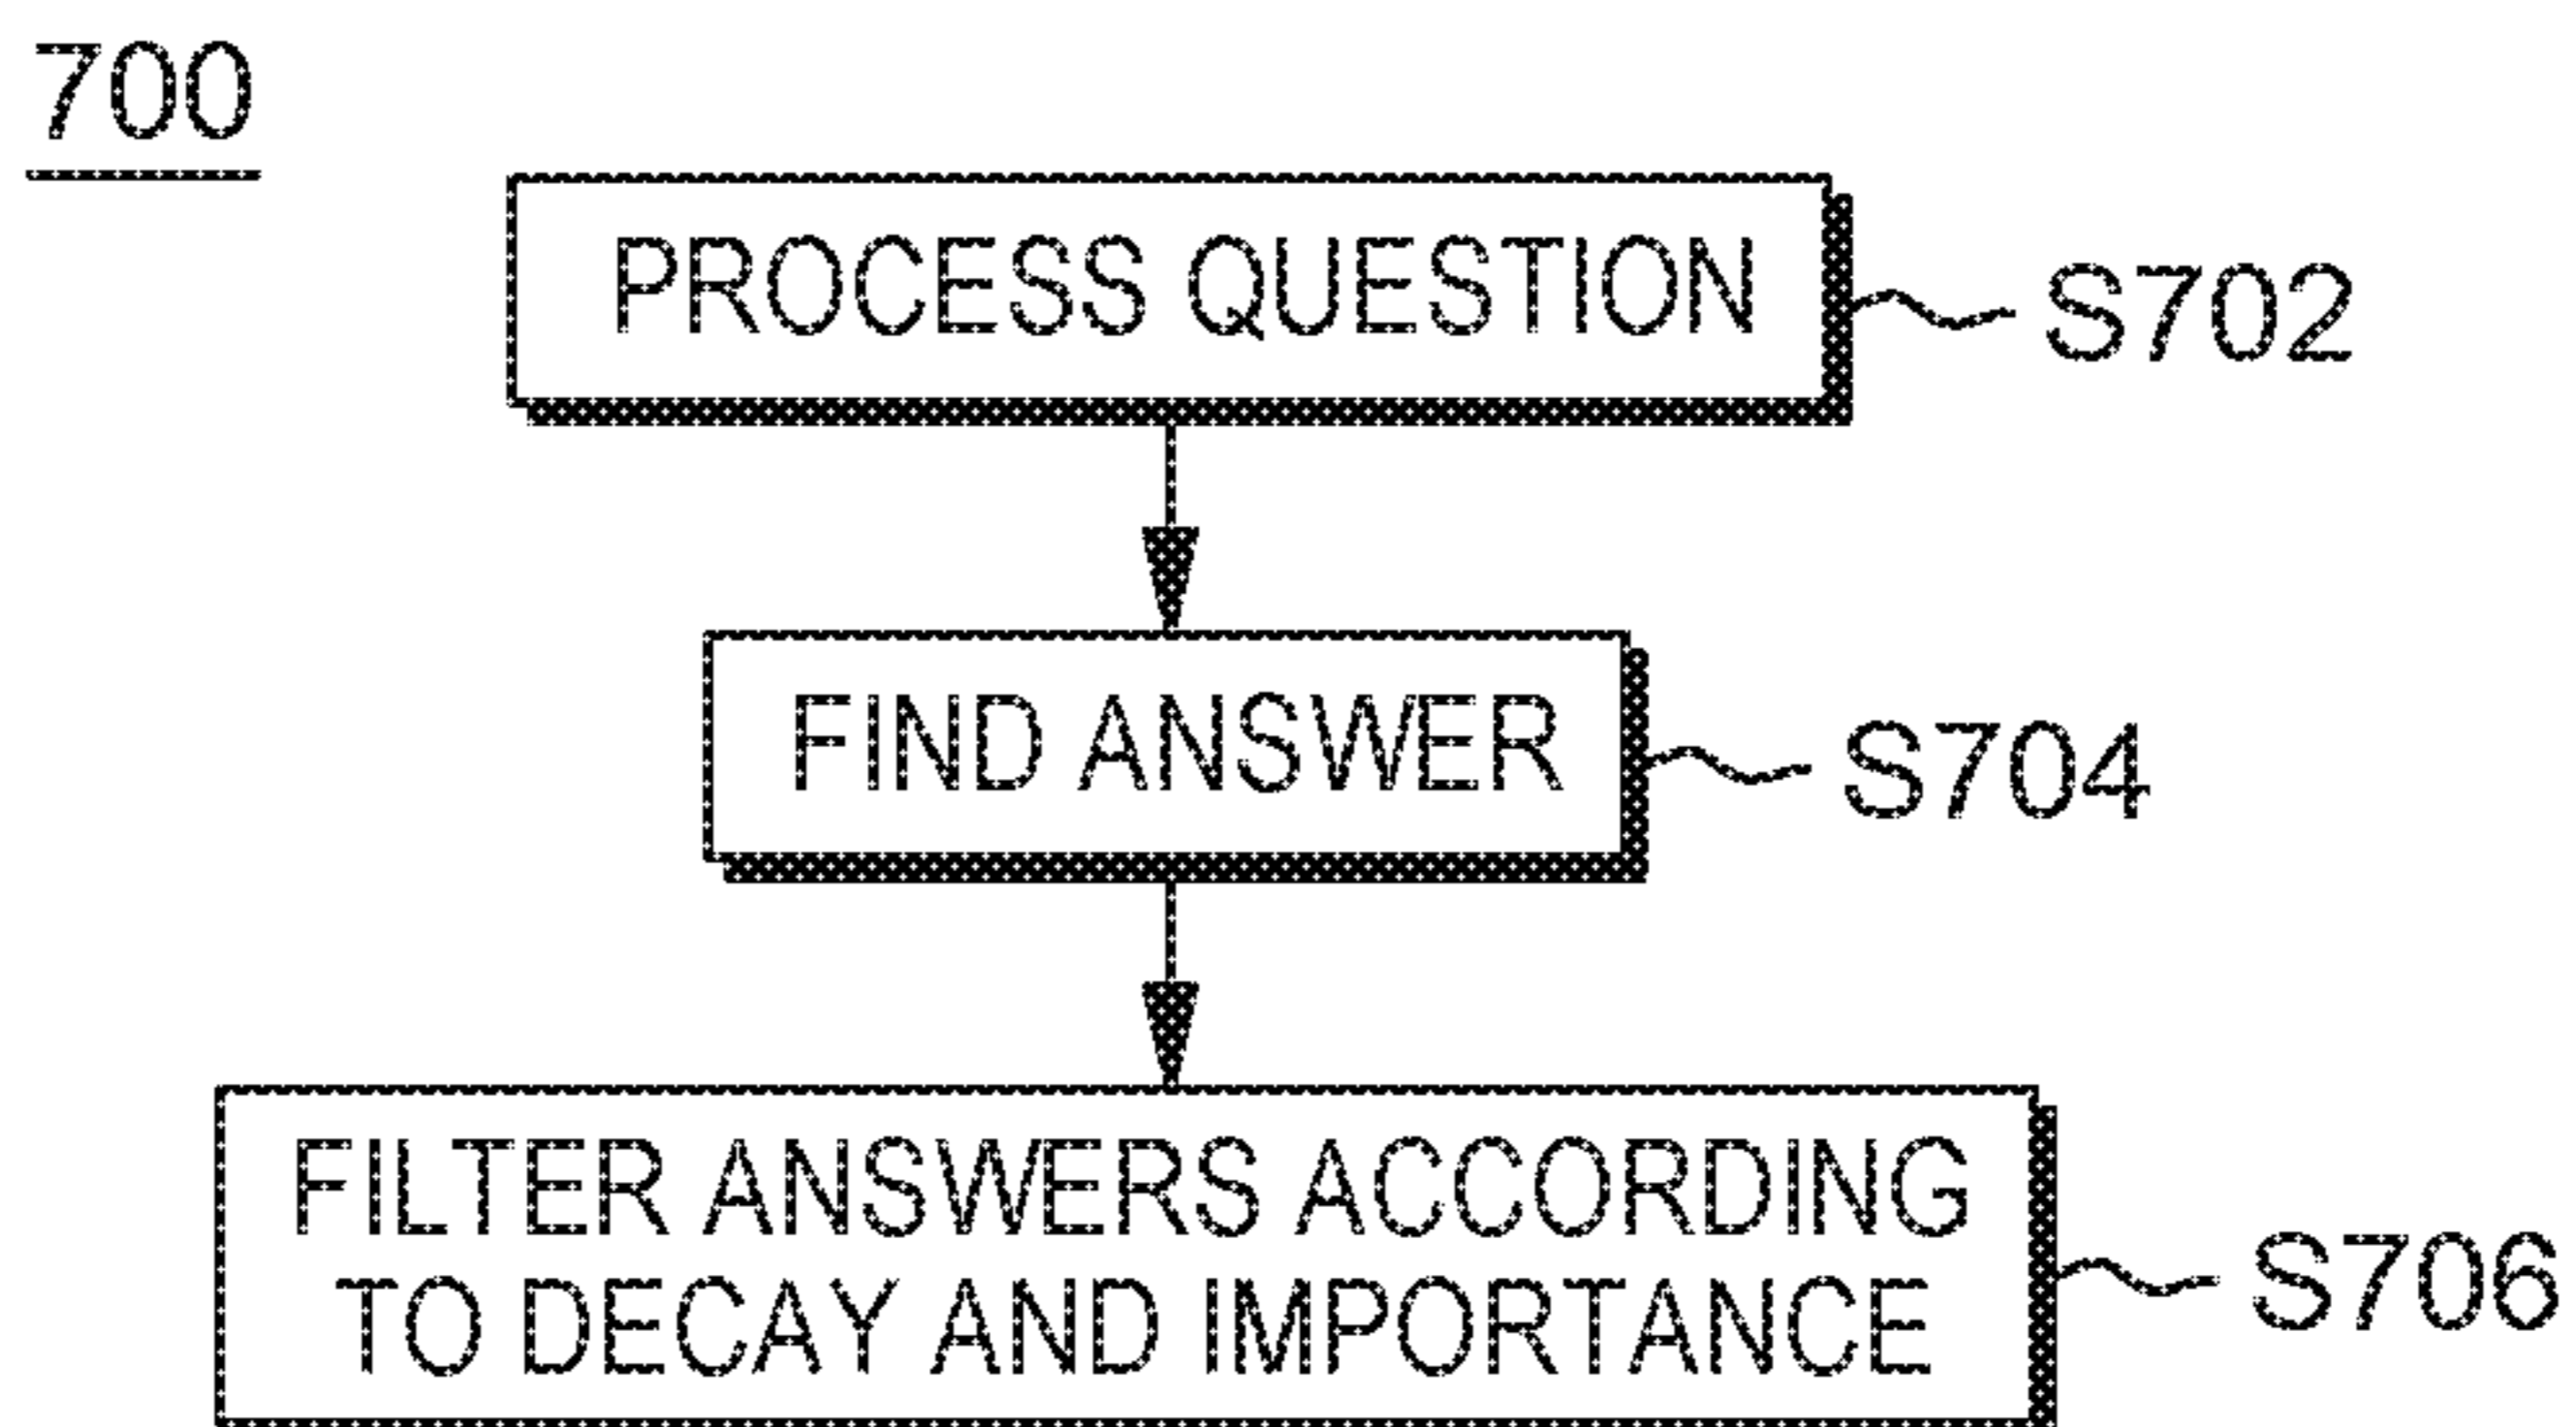 700
PROCESS QUESTION
S702
FIND ANSWER
S704
FILTER ANSWERS ACCORDING
TO DECAY AND IMPORTANCE
S706